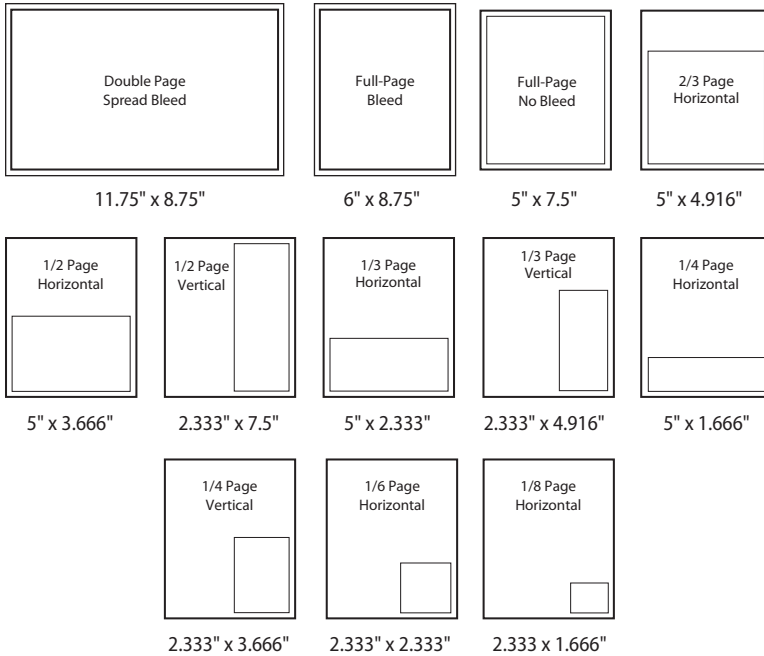 Double Page
Spread Bleed
11.75" x 8.75"
Full-Page
Bleed
6" x 8.75"
Full-Page
No Bleed
5" x 7.5"
2/3 Page
Horizontal
5" x 4.916"
1/2 Page
Horizontal
5" x 3.666"
1/2 Page
Vertical
2.333" x 7.5"
1/3 Page
Horizontal
5" x 2.333"
1/3 Page
Vertical
2.333" x 4.916"
1/4 Page
Horizontal
5" x 1.666"
1/4 Page
Vertical
2.333" x 3.666"
1/6 Page
Horizontal
2.333" x 2.333"
1/8 Page
Horizontal
2.333 x 1.666"